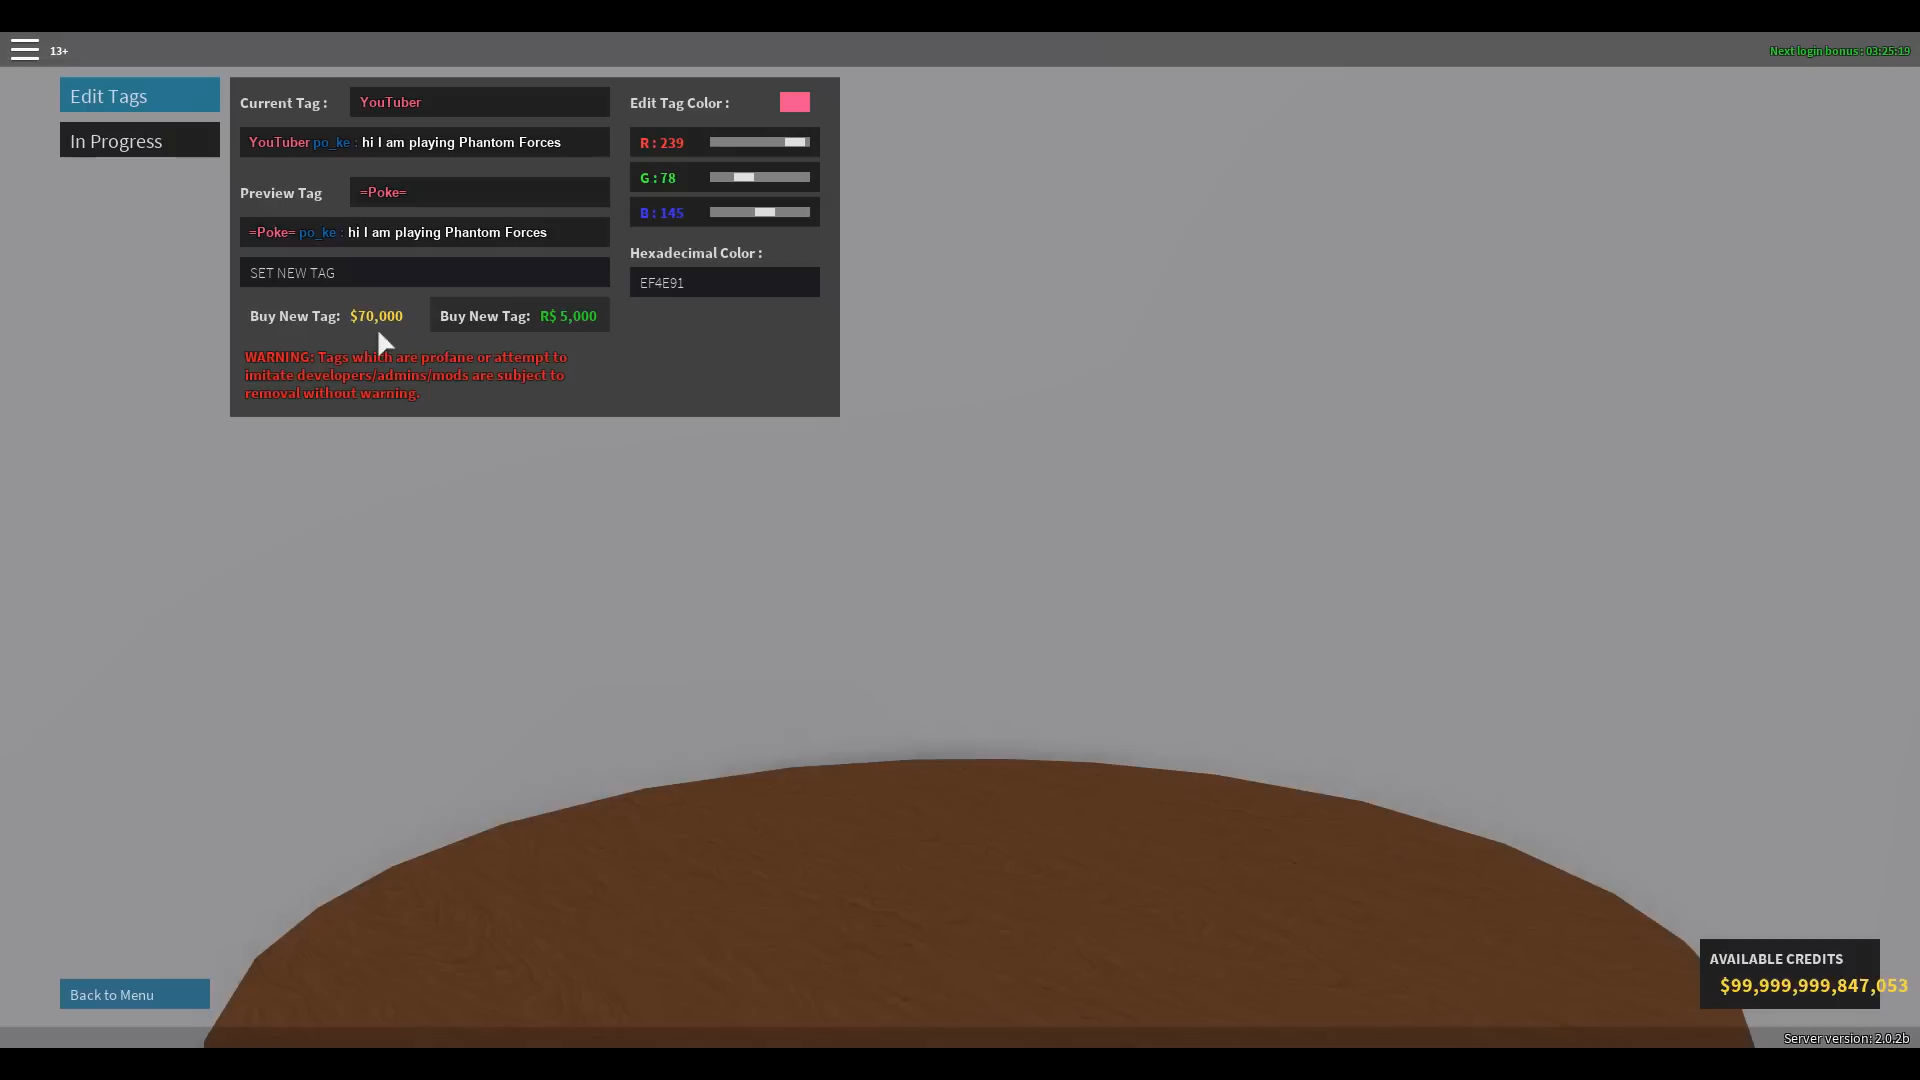 13+
Next login bonus : 03:25:19
Edit Tags
In Progress
Current Tag :
YouTuber
YouTuber po_ke : hi I am playing Phantom Forces
Preview Tag
=Poke=
=Poke= po_ke : hi I am playing Phantom Forces
SET NEW TAG
Buy New Tag: $70,000
Buy New Tag: R$ 5,000
WARNING: Tags which are profane or attempt to
imitate developers/admins/mods are subject to
removal without warning.
Edit Tag Color :
R : 239
G : 78
B : 145
Hexadecimal Color :
EF4E91
Back to Menu
AVAILABLE CREDITS
$99,999,999,847,053
Server version: 2.0.2b